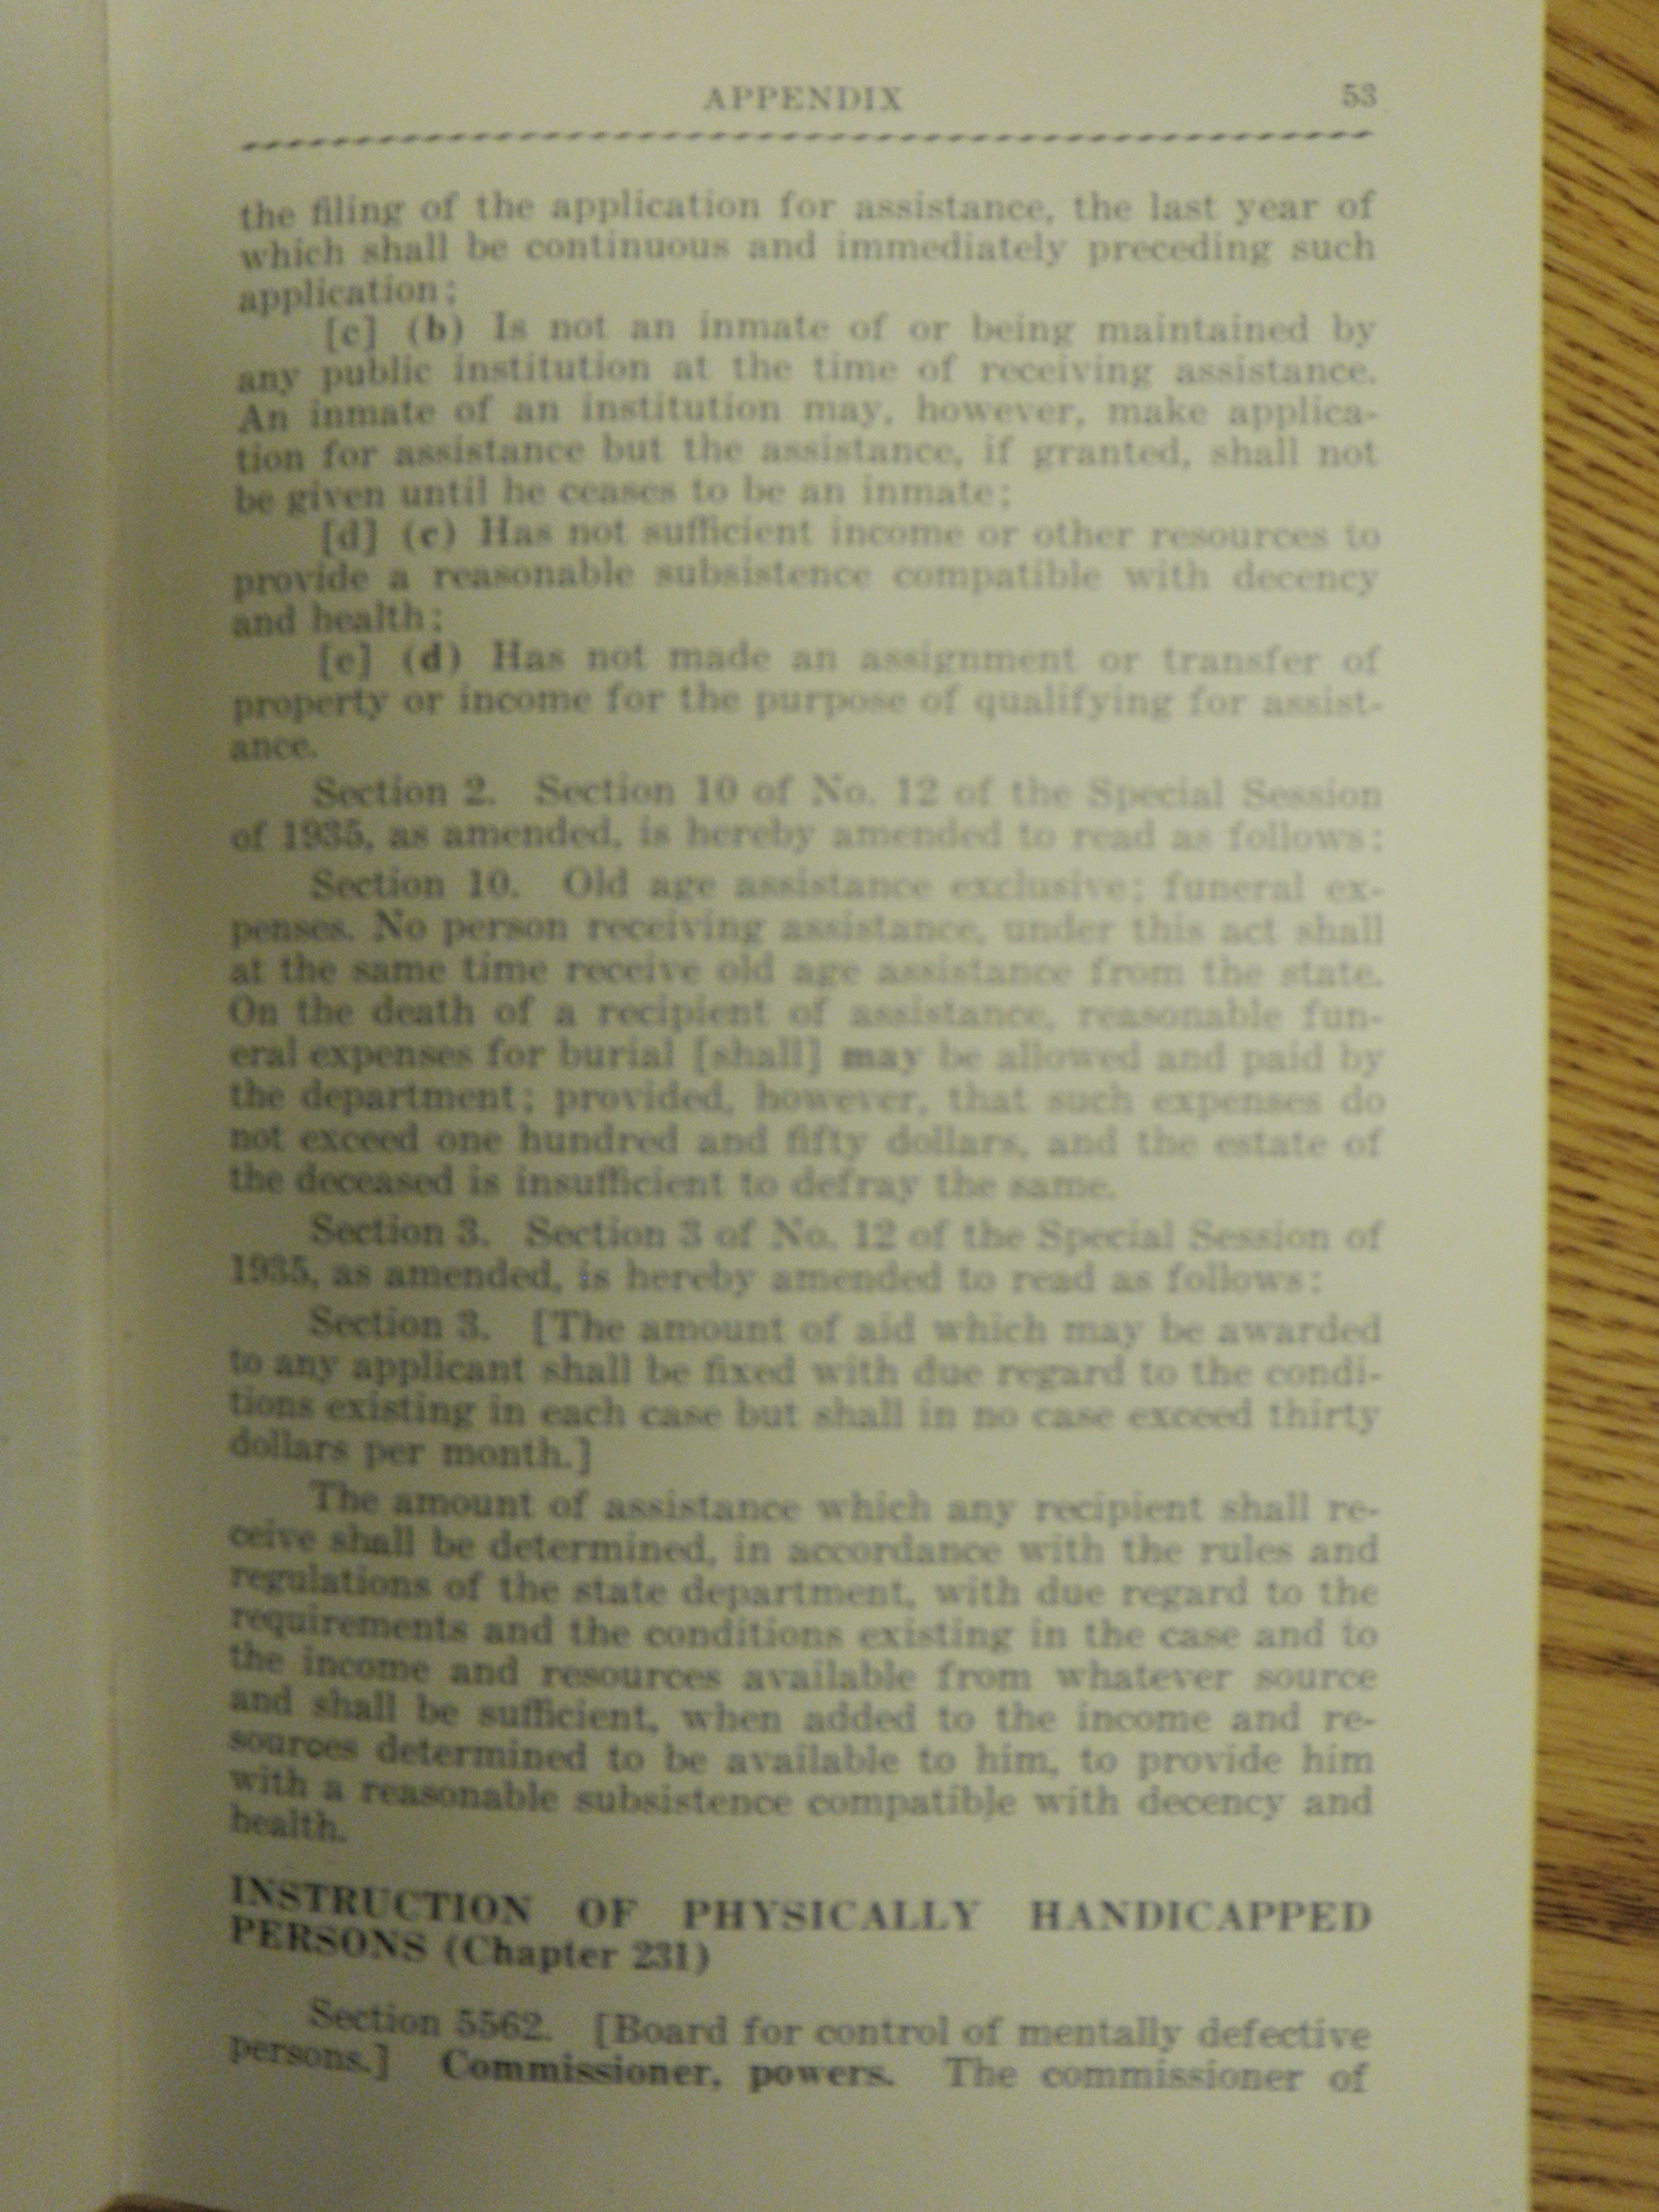 APPENDIX 53
the filing of the application for assistance, the last year of
which shall be continuous and immediately preceding such
application;
[c] (b) Is not an inmate of or being maintained by
any public institution at the time of receiving assistance.
An inmate of an institution may, however, make applica-
tion for assistance but the assistance, if granted, shall not
be given until he ceases to be an inmate;
[d] (c) Has not sufficient income or other resources to
provide a reasonable subsistence compatible with decency
and health;
[e] (d) Has not made an assignment or transfer of
property or income for the purpose of qualifying for assist-
ance.
Section 2. Section 10 of No. 12 of the Special Session
of 1935, as amended, is hereby amended to read as follows:
Section 10. Old age assistance exclusive; funeral ex-
penses. No person receiving assistance, under this act shall
at the same time receive old age assistance from the state.
On the death of a recipient of assistance, reasonable fun-
eral expenses for burial [shall] may be allowed and paid by
the department; provided, however, that such expenses do
not exceed one hundred and fifty dollars, and the estate of
the deceased is insufficient to defray the same.
Section 3. Section 3 of No. 12 of the Special Session of
1935, as amended, is hereby amended to read as follows:
Section 3. [The amount of aid which may be awarded
to any applicant shall be fixed with due regard to the condi-
tions existing in each case but shall in no case exceed thirty
dollars per month.]
The amount of assistance which any recipient shall re-
ceive shall be determined, in accordance with the rules and
regulations of the state department, with due regard to the
requirements and the conditions existing in the case and to
the income and resources available from whatever source
and shall be sufficient, when added to the income and re-
sources determined to be available to him, to provide him
with a reasonable subsistence compatible with decency and
health.
INSTRUCTION OF PHYSICALLY HANDICAPPED
PERSONS (Chapter 231)
Section 5562. [Board for control of mentally defective
persons.] Commissioner, powers. The commissioner of